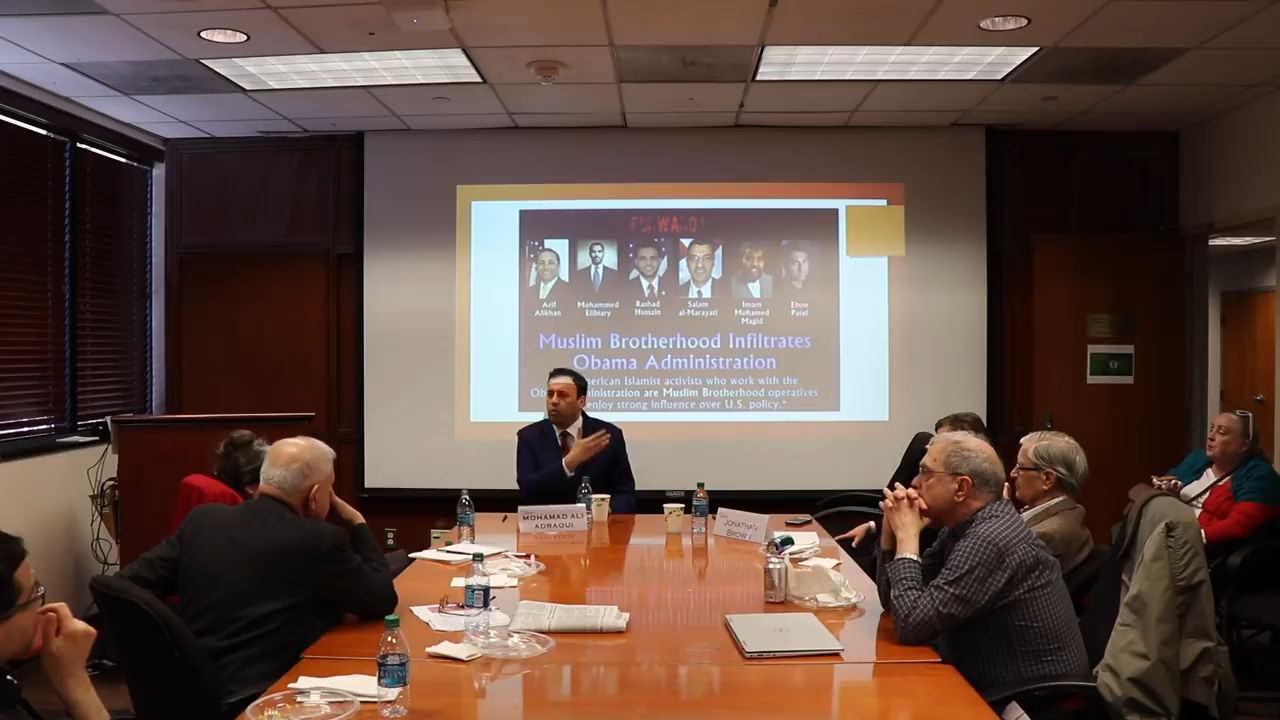 FORWARD!
Arif
Alikhan
Mohammed
Elibiary
Rashad
Hussain
Salam
al-Marayati
Imam
Mohamed
Magid
Eboo
Patel
Muslim Brotherhood Infiltrates
Obama Administration
American Islamist activists who work with the
Administration are Muslim Brotherhood operatives
enjoy strong influence over U.S. policy."
MOHAMAD ALI
ADRAOUI
JONATHAN
BROWN